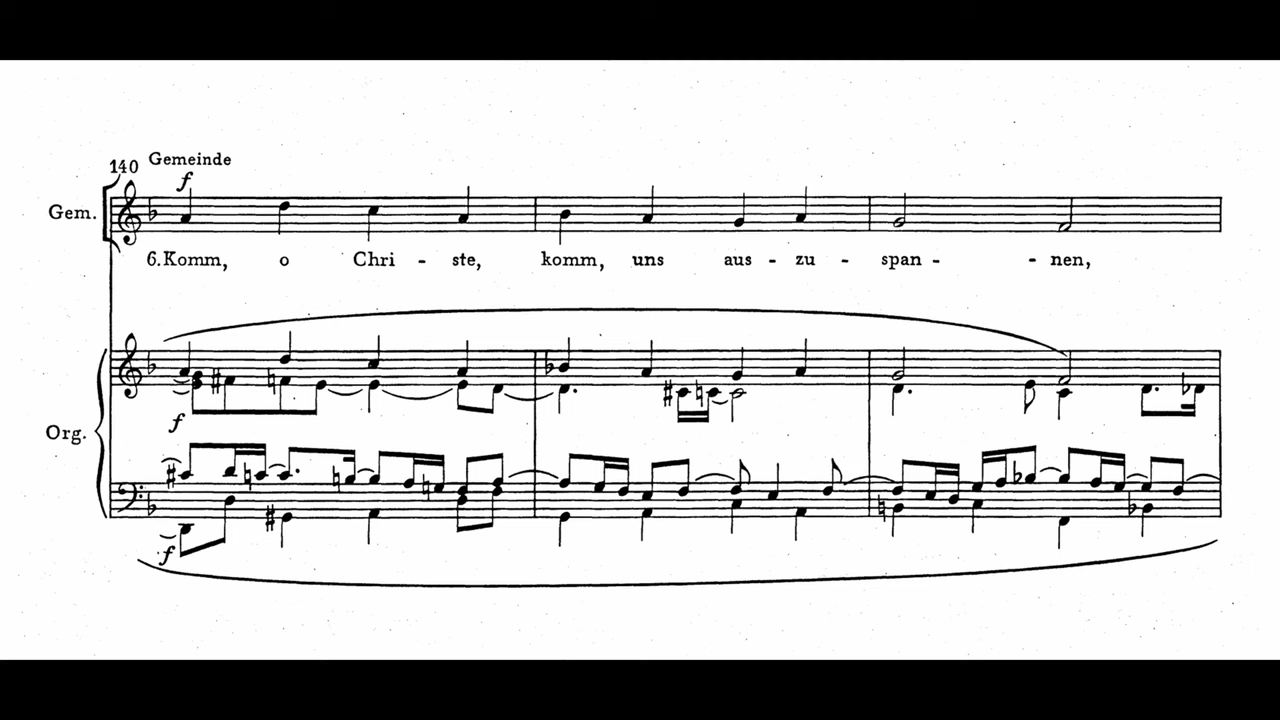 140 Gemeinde
f
Gem.
6. Komm, o Chri - ste, komm, uns aus - zu - span - - nen,
f
Org.
f